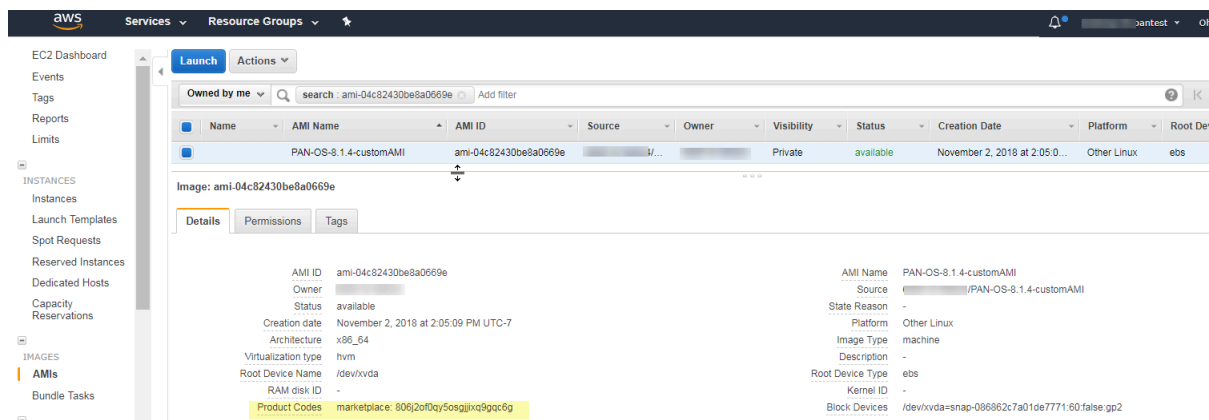 aws Services Resource Groups pantest Oh
EC2 Dashboard
Events
Tags
Reports
Limits
INSTANCES
Instances
Launch Templates
Spot Requests
Reserved Instances
Dedicated Hosts
Capacity
Reservations
IMAGES
AMIs
Bundle Tasks
Launch Actions
Owned by me search : ami-04c82430be8a0669e Add filter
Name AMI Name AMI ID Source Owner Visibility Status Creation Date Platform Root De
PAN-OS-8.1.4-customAMI ami-04c82430be8a0669e Private available November 2, 2018 at 2:05:0... Other Linux ebs
Image: ami-04c82430be8a0669e
Details Permissions Tags
AMI ID ami-04c82430be8a0669e
Owner
Status available
Creation date November 2, 2018 at 2:05:09 PM UTC-7
Architecture x86_64
Virtualization type hvm
Root Device Name /dev/xvda
RAM disk ID -
Product Codes marketplace: 806j2of0qy5osgjjixq9gqc6g
AMI Name PAN-OS-8.1.4-customAMI
Source /PAN-OS-8.1.4-customAMI
State Reason -
Platform Other Linux
Image Type machine
Description -
Root Device Type ebs
Kernel ID -
Block Devices /dev/xvda=snap-086862c7a01de7771:60:false:gp2